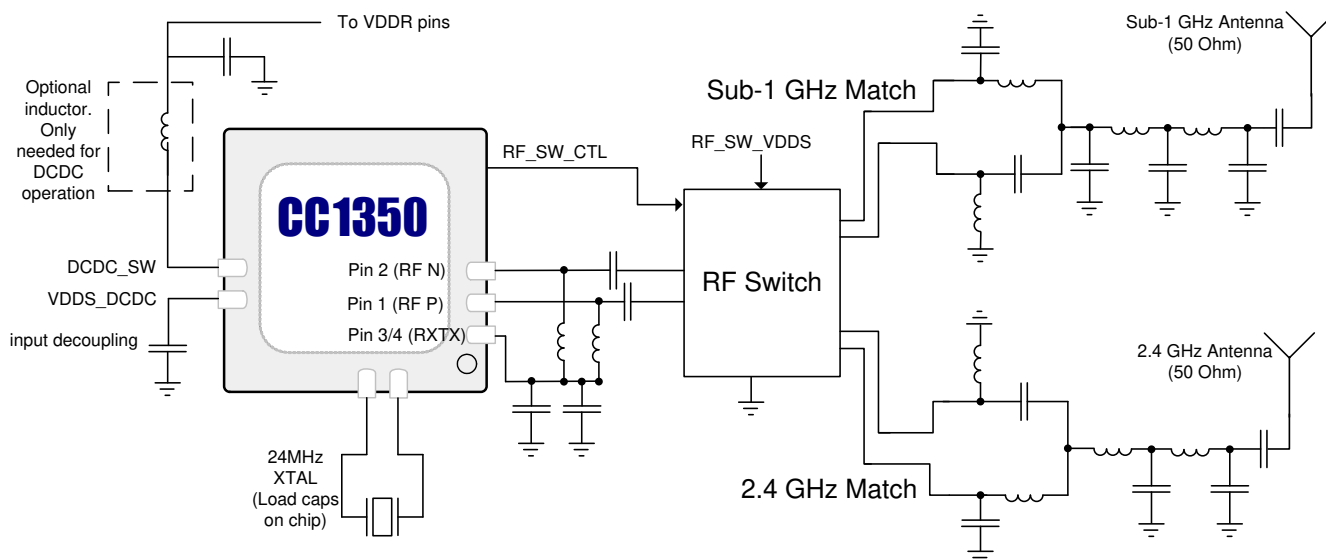 To VDDR pins
Optional
inductor.
Only
needed for
DCDC
operation
DCDC_SW
VDDS_DCDC
input decoupling
CC1350
Pin 2 (RF N)
Pin 1 (RF P)
Pin 3/4 (RXTX)
24MHz
XTAL
(Load caps
on chip)
RF_SW_CTL
RF_SW_VDDS
RF Switch
Sub-1 GHz Match
Sub-1 GHz Antenna
(50 Ohm)
2.4 GHz Antenna
(50 Ohm)
2.4 GHz Match